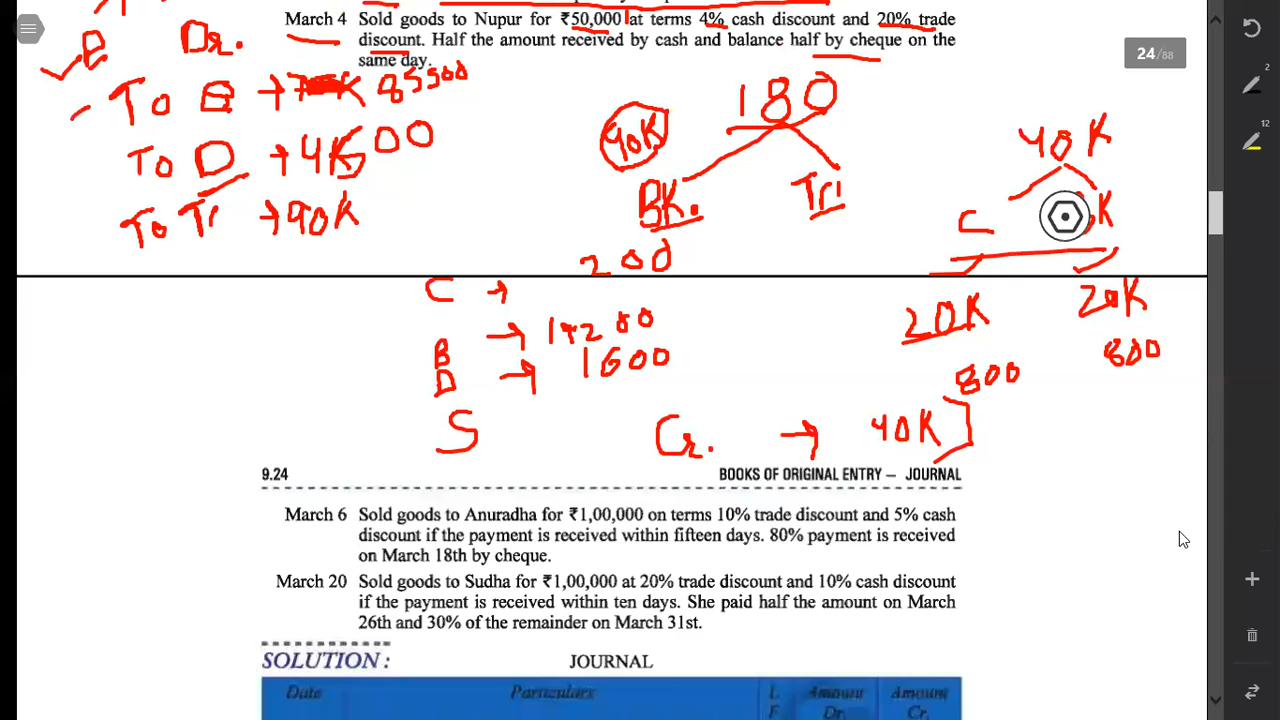 March 4 Sold goods to Nupur for ₹50,000 at terms 4% cash discount and 20% trade
discount. Half the amount received by cash and balance half by cheque on the
same day.
24/88
2
12
Dr.
To B → 85500
To D → 4K500
To Tr → 90K
180
90K
BK. Tr
200
40K
C K
20K 20K
800 800
C →
B → 19200
D → 1600
S Cr. → 40K
9.24 BOOKS OF ORIGINAL ENTRY – JOURNAL
March 6 Sold goods to Anuradha for ₹1,00,000 on terms 10% trade discount and 5% cash
discount if the payment is received within fifteen days. 80% payment is received
on March 18th by cheque.
March 20 Sold goods to Sudha for ₹1,00,000 at 20% trade discount and 10% cash discount
if the payment is received within ten days. She paid half the amount on March
26th and 30% of the remainder on March 31st.
SOLUTION: JOURNAL
Date Particulars L. Amount Amount
F. Dr. Cr.